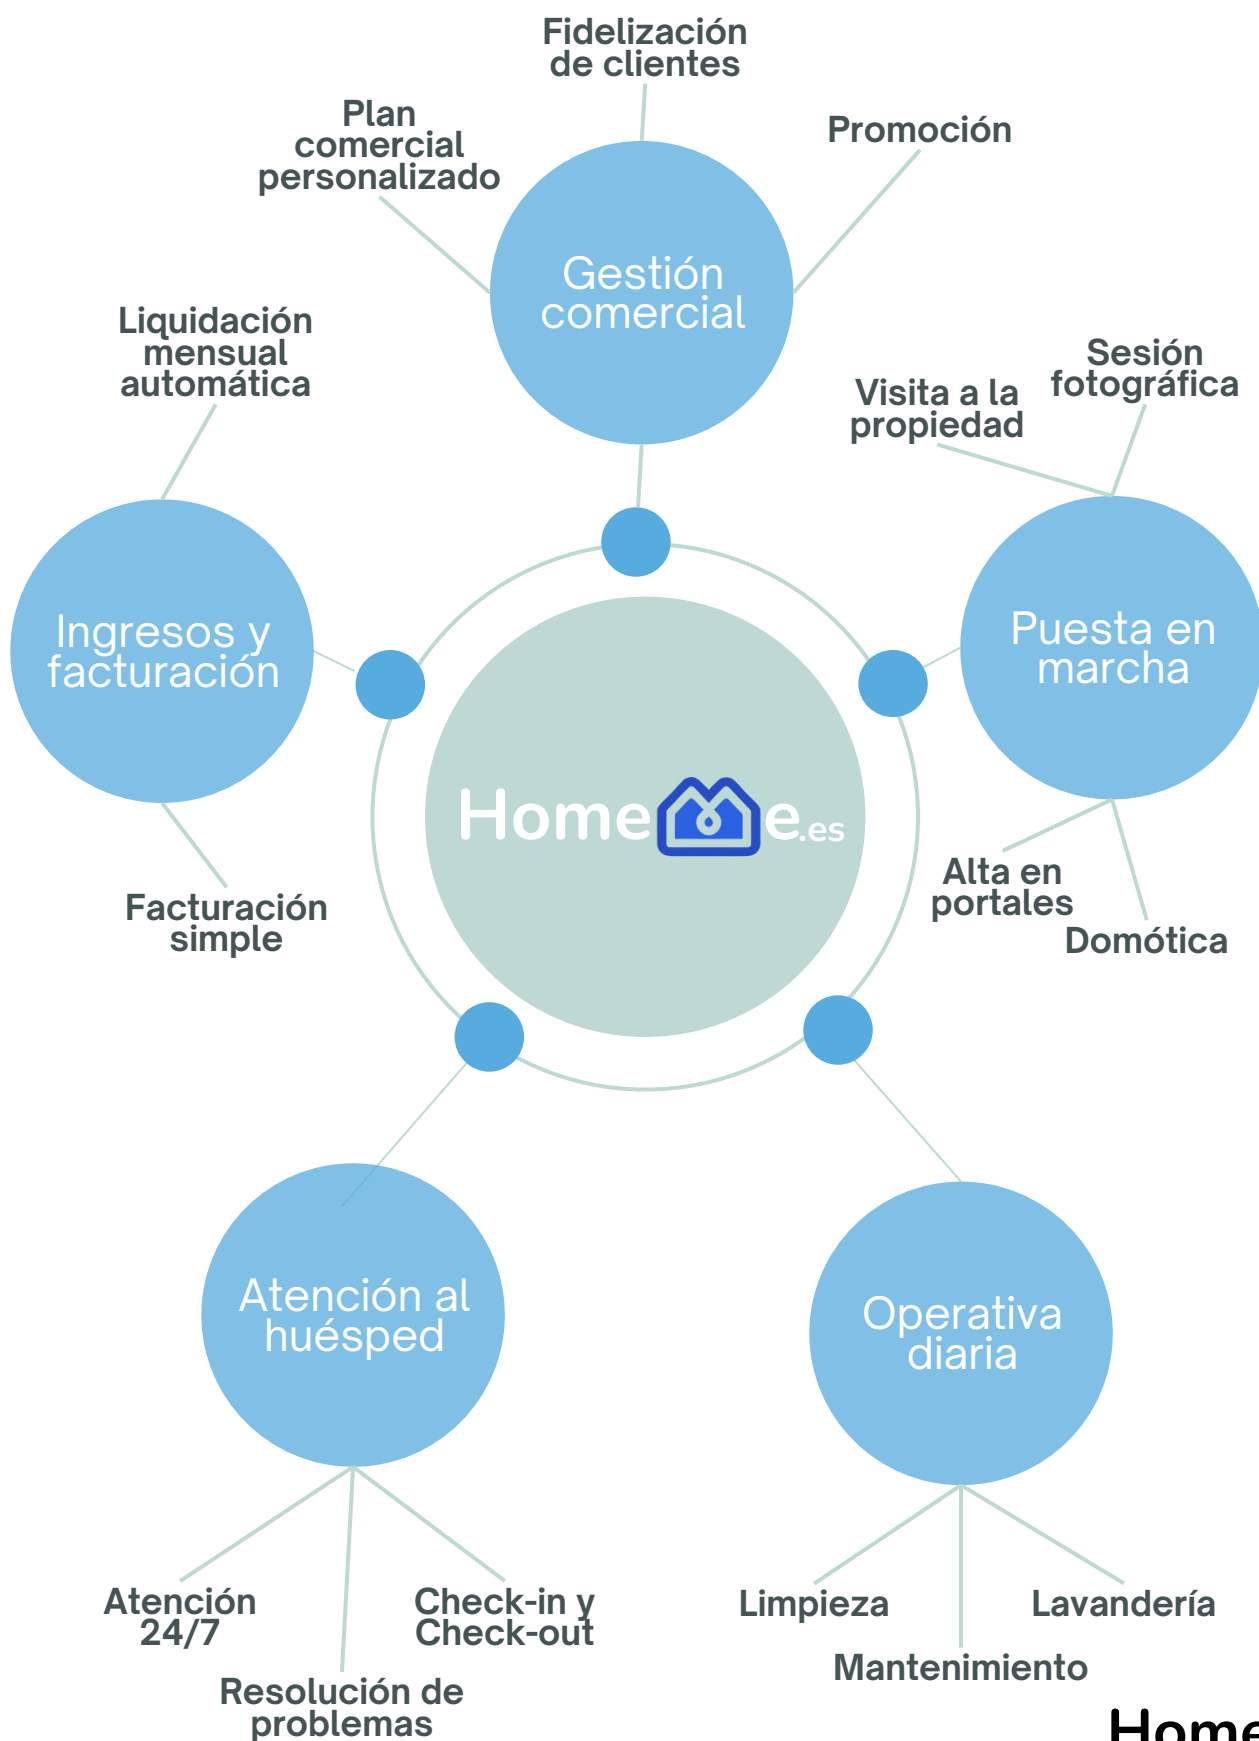 Fidelización
de clientes
Plan
comercial
personalizado
Promoción
Gestión
comercial
Liquidación
mensual
automática
Sesión
fotográfica
Visita a la
propiedad
Ingresos y
facturación
Puesta en
marcha
Home e.es
Alta en
portales
Domótica
Facturación
simple
Atención al
huésped
Operativa
diaria
Atención
24/7
Check-in y
Check-out
Resolución de
problemas
Limpieza
Lavandería
Mantenimiento
Home